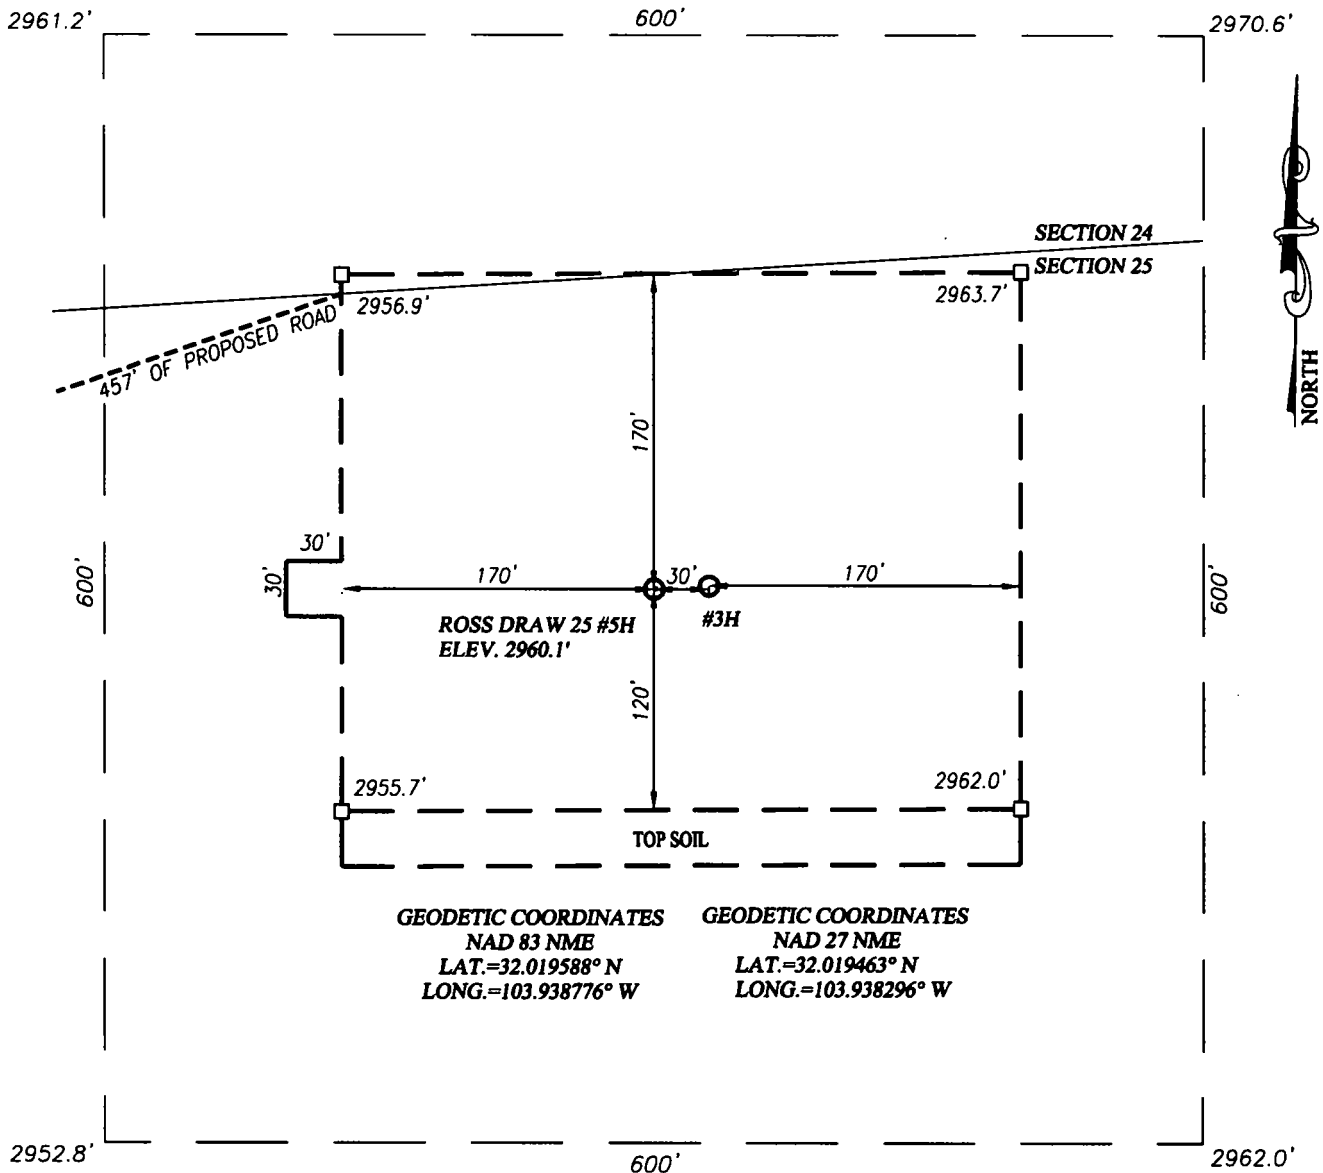 2961.2'
600'
2970.6'
SECTION 24
SECTION 25
2956.9'
2963.7'
457' OF PROPOSED ROAD
NORTH
170'
30'
30'
170'
30'
170'
600'
600'
ROSS DRAW 25 #5H
ELEV. 2960.1'
#3H
120'
2955.7'
2962.0'
TOP SOIL
GEODETIC COORDINATES
NAD 83 NME
LAT.=32.019588° N
LONG.=103.938776° W
GEODETIC COORDINATES
NAD 27 NME
LAT.=32.019463° N
LONG.=103.938296° W
2952.8'
600'
2962.0'